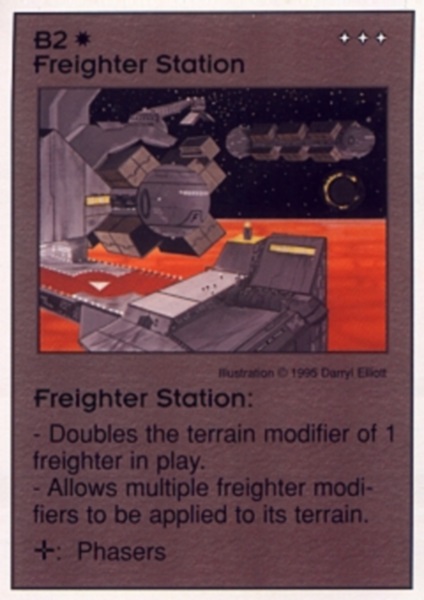 B2
Freighter Station
Illustration © 1995 Darryl Elliott
Freighter Station:
- Doubles the terrain modifier of 1
freighter in play.
- Allows multiple freighter modi-
fiers to be applied to its terrain.
: Phasers